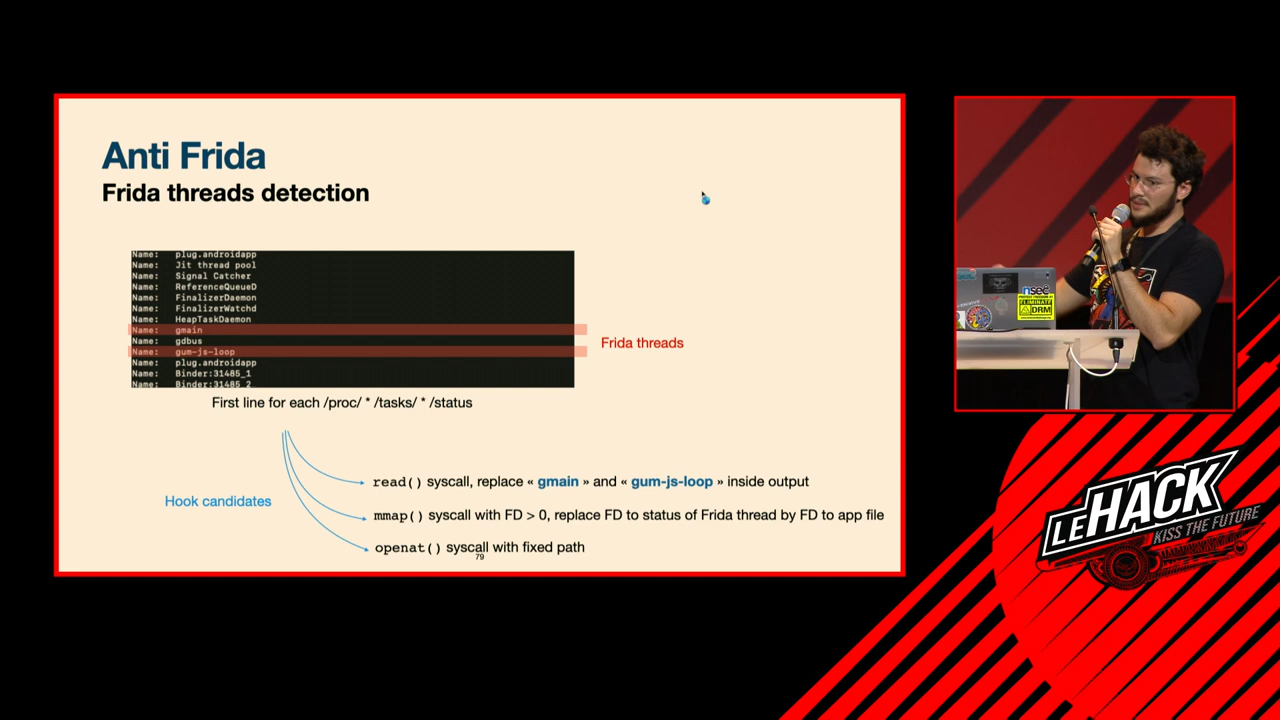 Anti Frida
Frida threads detection
Name: plug.androidapp
Name: Jit thread pool
Name: Signal Catcher
Name: ReferenceQueueD
Name: FinalizerDaemon
Name: FinalizerWatchd
Name: HeapTaskDaemon
Name: gmain
Name: gdbus
Name: gum-js-loop
Name: plug.androidapp
Name: Binder:31485_1
Name: Binder:31485_2
Frida threads
First line for each /proc/ * /tasks/ * /status
Hook candidates
read() syscall, replace « gmain » and « gum-js-loop » inside output
mmap() syscall with FD > 0, replace FD to status of Frida thread by FD to app file
openat() syscall with fixed path
79
nsec
ELIMINATE
DRM
LEHACK
KISS THE FUTURE